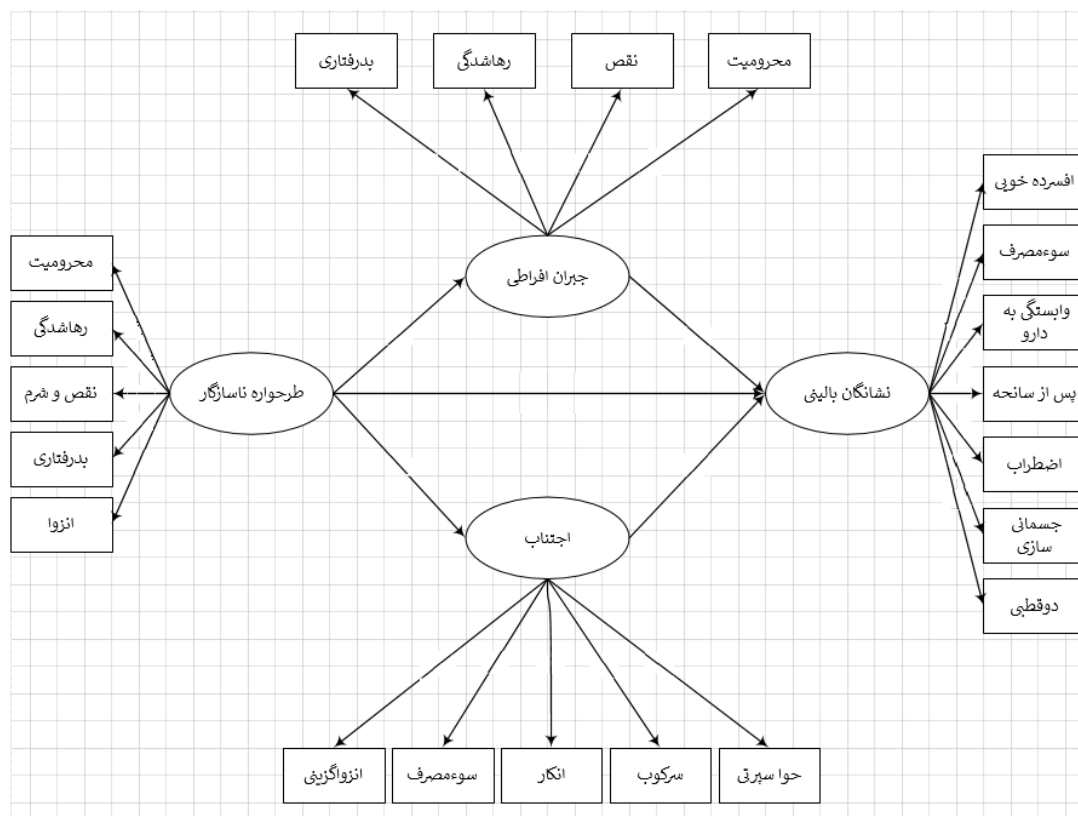 محرومیت
نقص
رهاشدگی
بدرفتاری
افسرده خویی
سوءمصرف
وابستگی به
دارو
پس از سانحه
اضطراب
جسمانی
سازی
دوقطبی
جبران افراطی
نشانگان بالینی
طرحواره ناسازگار
اجتناب
محرومیت
رهاشدگی
نقص و شرم
بدرفتاری
انزوا
حوا سپرتی
سرکوب
انکار
سوءمصرف
انزواگزینی